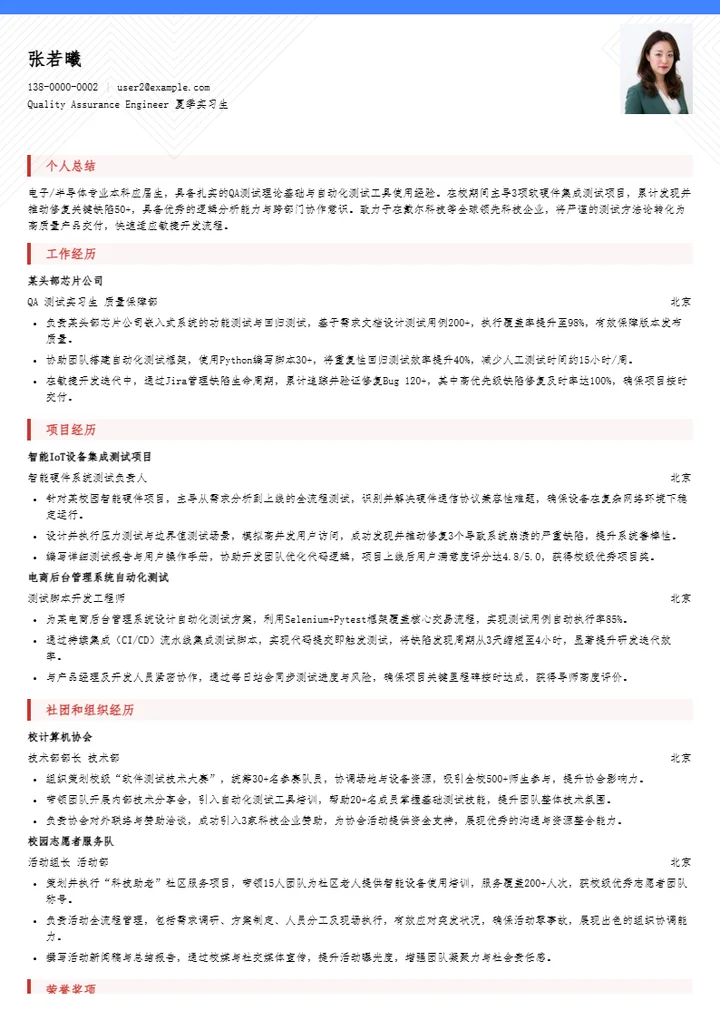 张若曦
138-0000-0002 | user2@example.com
Quality Assurance Engineer 夏季实习生
个人总结
电子/半导体专业本科应届生，具备扎实的QA测试理论基础与自动化测试工具使用经验。在校期间主导3项软硬件集成测试项目，累计发现并
推动修复关键缺陷50+，具备优秀的逻辑分析能力与跨部门协作意识。致力于在戴尔科技等全球领先科技企业，将严谨的测试方法论转化为
高质量产品交付，快速适应敏捷开发流程。
工作经历
某头部芯片公司
QA 测试实习生 质量保障部 北京
• 负责某头部芯片公司嵌入式系统的功能测试与回归测试，基于需求文档设计测试用例200+，执行覆盖率提升至98%，有效保障版本发布
质量。
• 协助团队搭建自动化测试框架，使用Python编写脚本30+，将重复性回归测试效率提升40%，减少人工测试时间约15小时/周。
• 在敏捷开发迭代中，通过Jira管理缺陷生命周期，累计追踪并验证修复Bug 120+，其中高优先级缺陷修复及时率达100%，确保项目按时
交付。
项目经历
智能IoT设备集成测试项目
智能硬件系统测试负责人 北京
• 针对某校园智能硬件项目，主导从需求分析到上线的全流程测试，识别并解决硬件通信协议兼容性难题，确保设备在复杂网络环境下稳
定运行。
• 设计并执行压力测试与边界值测试场景，模拟高并发用户访问，成功发现并推动修复3个导致系统崩溃的严重缺陷，提升系统鲁棒性。
• 编写详细测试报告与用户操作手册，协助开发团队优化代码逻辑，项目上线后用户满意度评分达4.8/5.0，获得校级优秀项目奖。
电商后台管理系统自动化测试
测试脚本开发工程师 北京
• 为某电商后台管理系统设计自动化测试方案，利用Selenium+Pytest框架覆盖核心交易流程，实现测试用例自动执行率85%。
• 通过持续集成（CI/CD）流水线集成测试脚本，实现代码提交即触发测试，将缺陷发现周期从3天缩短至4小时，显著提升研发迭代效
率。
• 与产品经理及开发人员紧密协作，通过每日站会同步测试进度与风险，确保项目关键里程碑按时达成，获得导师高度评价。
社团和组织经历
校计算机协会
技术部部长 技术部 北京
• 组织策划校级“软件测试技术大赛”，统筹30+名参赛队员，协调场地与设备资源，吸引全校500+师生参与，提升协会影响力。
• 带领团队开展内部技术分享会，引入自动化测试工具培训，帮助20+名成员掌握基础测试技能，提升团队整体技术氛围。
• 负责协会对外联络与赞助洽谈，成功引入3家科技企业赞助，为协会活动提供资金支持，展现优秀的沟通与资源整合能力。
校园志愿者服务队
活动组长 活动部 北京
• 策划并执行“科技助老”社区服务项目，带领15人团队为社区老人提供智能设备使用培训，服务覆盖200+人次，获校级优秀志愿者团队
称号。
• 负责活动全流程管理，包括需求调研、方案制定、人员分工及现场执行，有效应对突发状况，确保活动零事故，展现出色的组织协调能
力。
• 撰写活动新闻稿与总结报告，通过校媒与社交媒体宣传，提升活动曝光度，增强团队凝聚力与社会责任感。
荣誉奖项